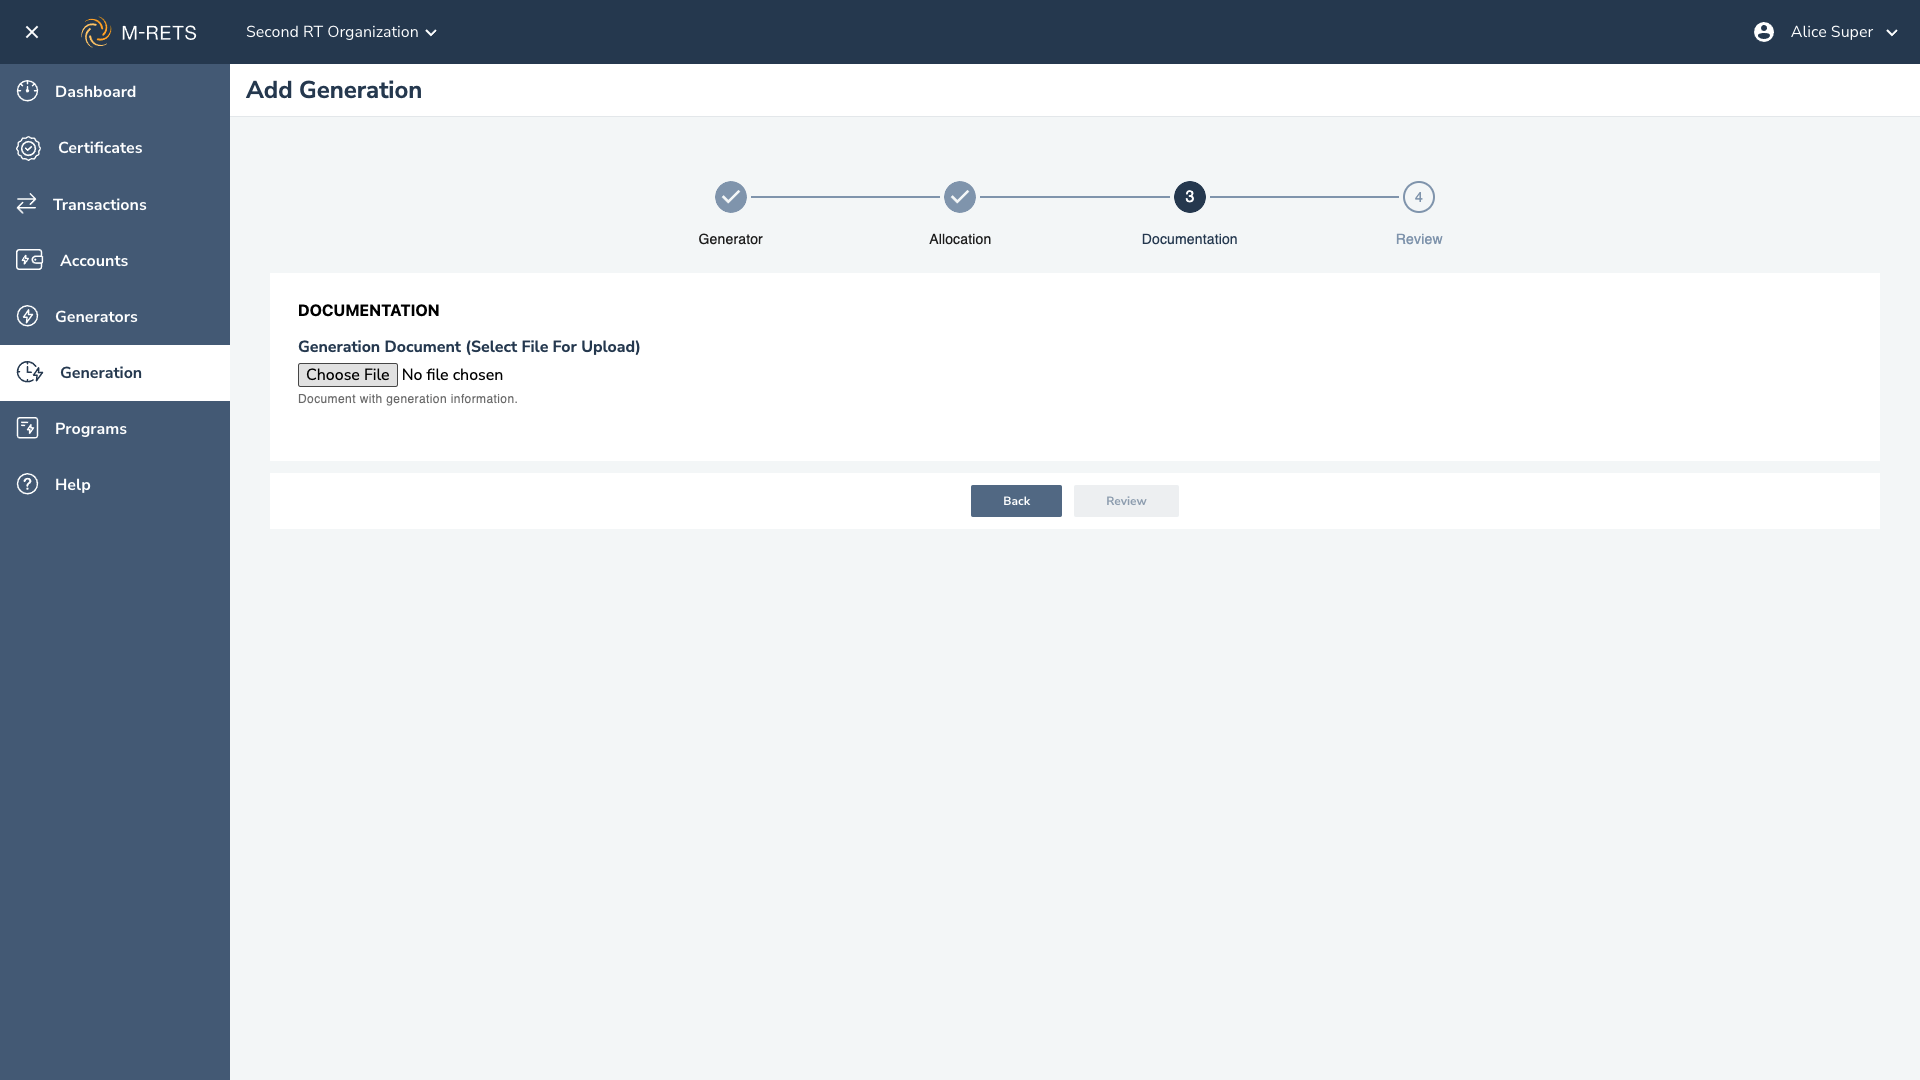 M-RETS
Second RT Organization
Alice Super
Dashboard
Certificates
Transactions
Accounts
Generators
Generation
Programs
Help
Add Generation
3
4
Generator
Allocation
Documentation
Review
DOCUMENTATION
Generation Document (Select File For Upload)
Choose File No file chosen
Document with generation information.
Back
Review